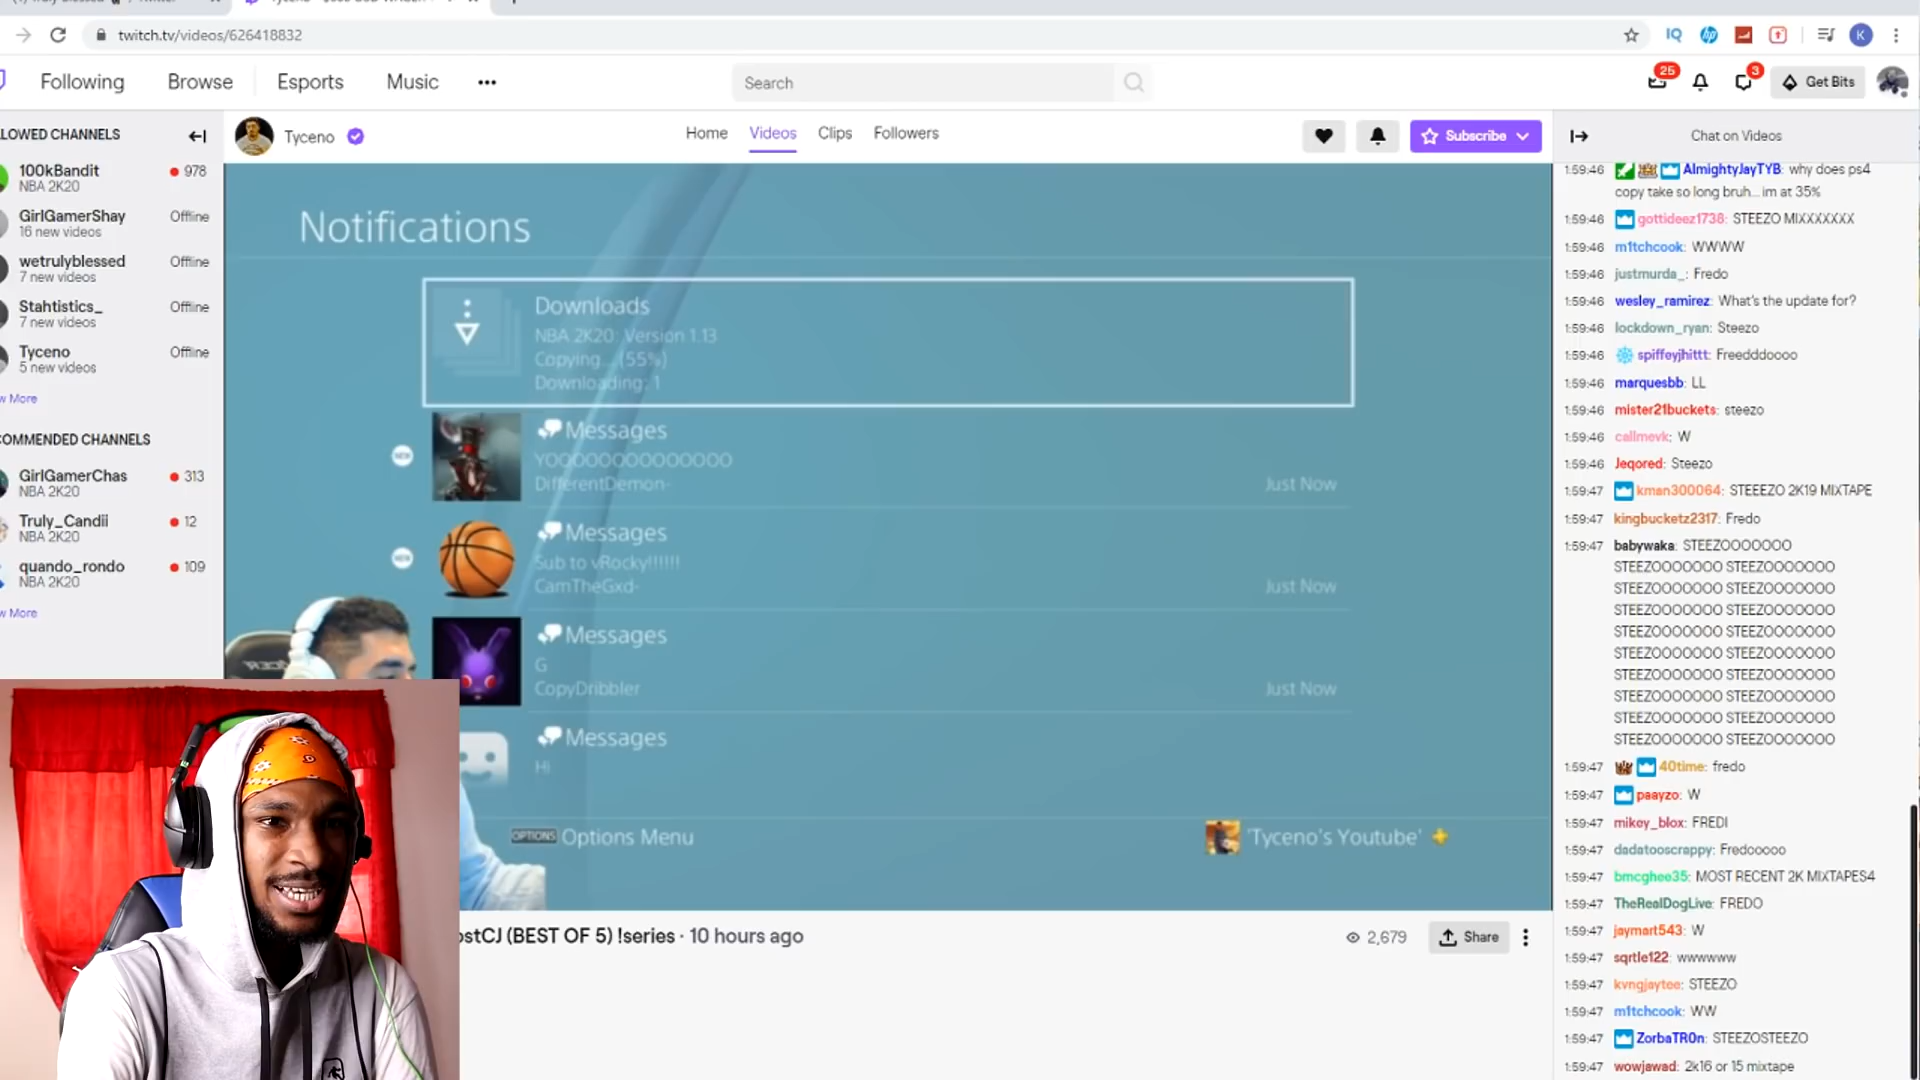 twitch.tv/videos/626418832
IQ
K
Following Browse Esports Music •••
Search
25
3
Get Bits
LOWED CHANNELS
100kBandit 978
NBA 2K20
GirlGamerShay Offline
16 new videos
wetrulyblessed Offline
7 new videos
Stahtistics_ Offline
7 new videos
Tyceno Offline
5 new videos
w More
OMMENDED CHANNELS
GirlGamerChas 313
NBA 2K20
Truly_Candii 12
NBA 2K20
quando_rondo 109
NBA 2K20
w More
Tyceno
Home Videos Clips Followers
Subscribe
Notifications
Downloads
NBA 2K20: Version 1.13
Copying... (55%)
Downloading: 1
Messages
YOOOOOOOOOOOOOO
DifferentDemon- Just Now
Messages
Sub to vRocky!!!!!!
CamTheGxd- Just Now
Messages
G
CopyDribbler Just Now
Messages
Hi
OPTIONS Options Menu
'Tyceno's Youtube'
ostCJ (BEST OF 5) !series · 10 hours ago
2,679
Share
Chat on Videos
1:59:46 AlmightyJayTYB: why does ps4
copy take so long bruh... im at 35%
1:59:46 gottideez1738: STEEZO MIXXXXXXX
1:59:46 m1tchcook: WWWW
1:59:46 justmurda_: Fredo
1:59:46 wesley_ramirez: What's the update for?
1:59:46 lockdown_ryan: Steezo
1:59:46 spiffeyjhittt: Freedddoooo
1:59:46 marquesbb: LL
1:59:46 mister21buckets: steezo
1:59:46 callmevk: W
1:59:46 Jeqored: Steezo
1:59:47 kman300064: STEEEZO 2K19 MIXTAPE
1:59:47 kingbucketz2317: Fredo
1:59:47 babywaka: STEEZOOOOOOO
STEEZOOOOOOO STEEZOOOOOOO
STEEZOOOOOOO STEEZOOOOOOO
STEEZOOOOOOO STEEZOOOOOOO
STEEZOOOOOOO STEEZOOOOOOO
STEEZOOOOOOO STEEZOOOOOOO
STEEZOOOOOOO STEEZOOOOOOO
STEEZOOOOOOO STEEZOOOOOOO
STEEZOOOOOOO STEEZOOOOOOO
STEEZOOOOOOO STEEZOOOOOOO
1:59:47 40time: fredo
1:59:47 paayzo: W
1:59:47 mikey_blox: FREDI
1:59:47 dadatooscrappy: Fredooooo
1:59:47 bmcghee35: MOST RECENT 2K MIXTAPES4
1:59:47 TheRealDogLive: FREDO
1:59:47 jaymart543: W
1:59:47 sqrtle122: wwwwww
1:59:47 kvngjaytee: STEEZO
1:59:47 m1tchcook: WW
1:59:47 ZorbaTR0n: STEEZOSTEEZO
1:59:47 wowjawad: 2k16 or 15 mixtape